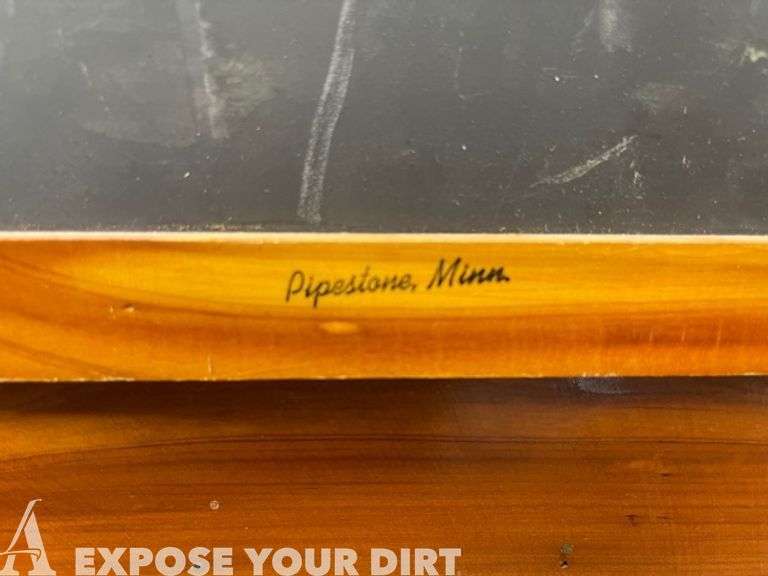 Pipestone, Minn.
A EXPOSE YOUR DIRT